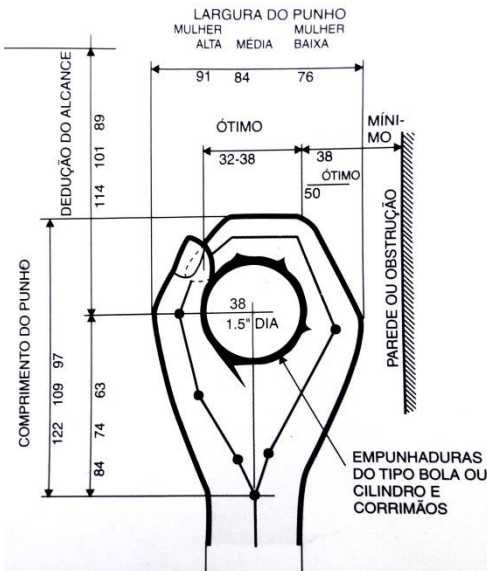 LARGURA DO PUNHO
MULHER ALTA MÉDIA MULHER BAIXA
91 84 76
DEDUÇÃO DO ALCANCE
114 101 89
ÓTIMO
32-38
MÍNI-
MO
38
ÓTIMO
50
PAREDE OU OBSTRUÇÃO
38
1.5" DIA
COMPRIMENTO DO PUNHO
122 109 97
84 74 63
EMPUNHADURAS
DO TIPO BOLA OU
CILINDRO E
CORRIMÃOS